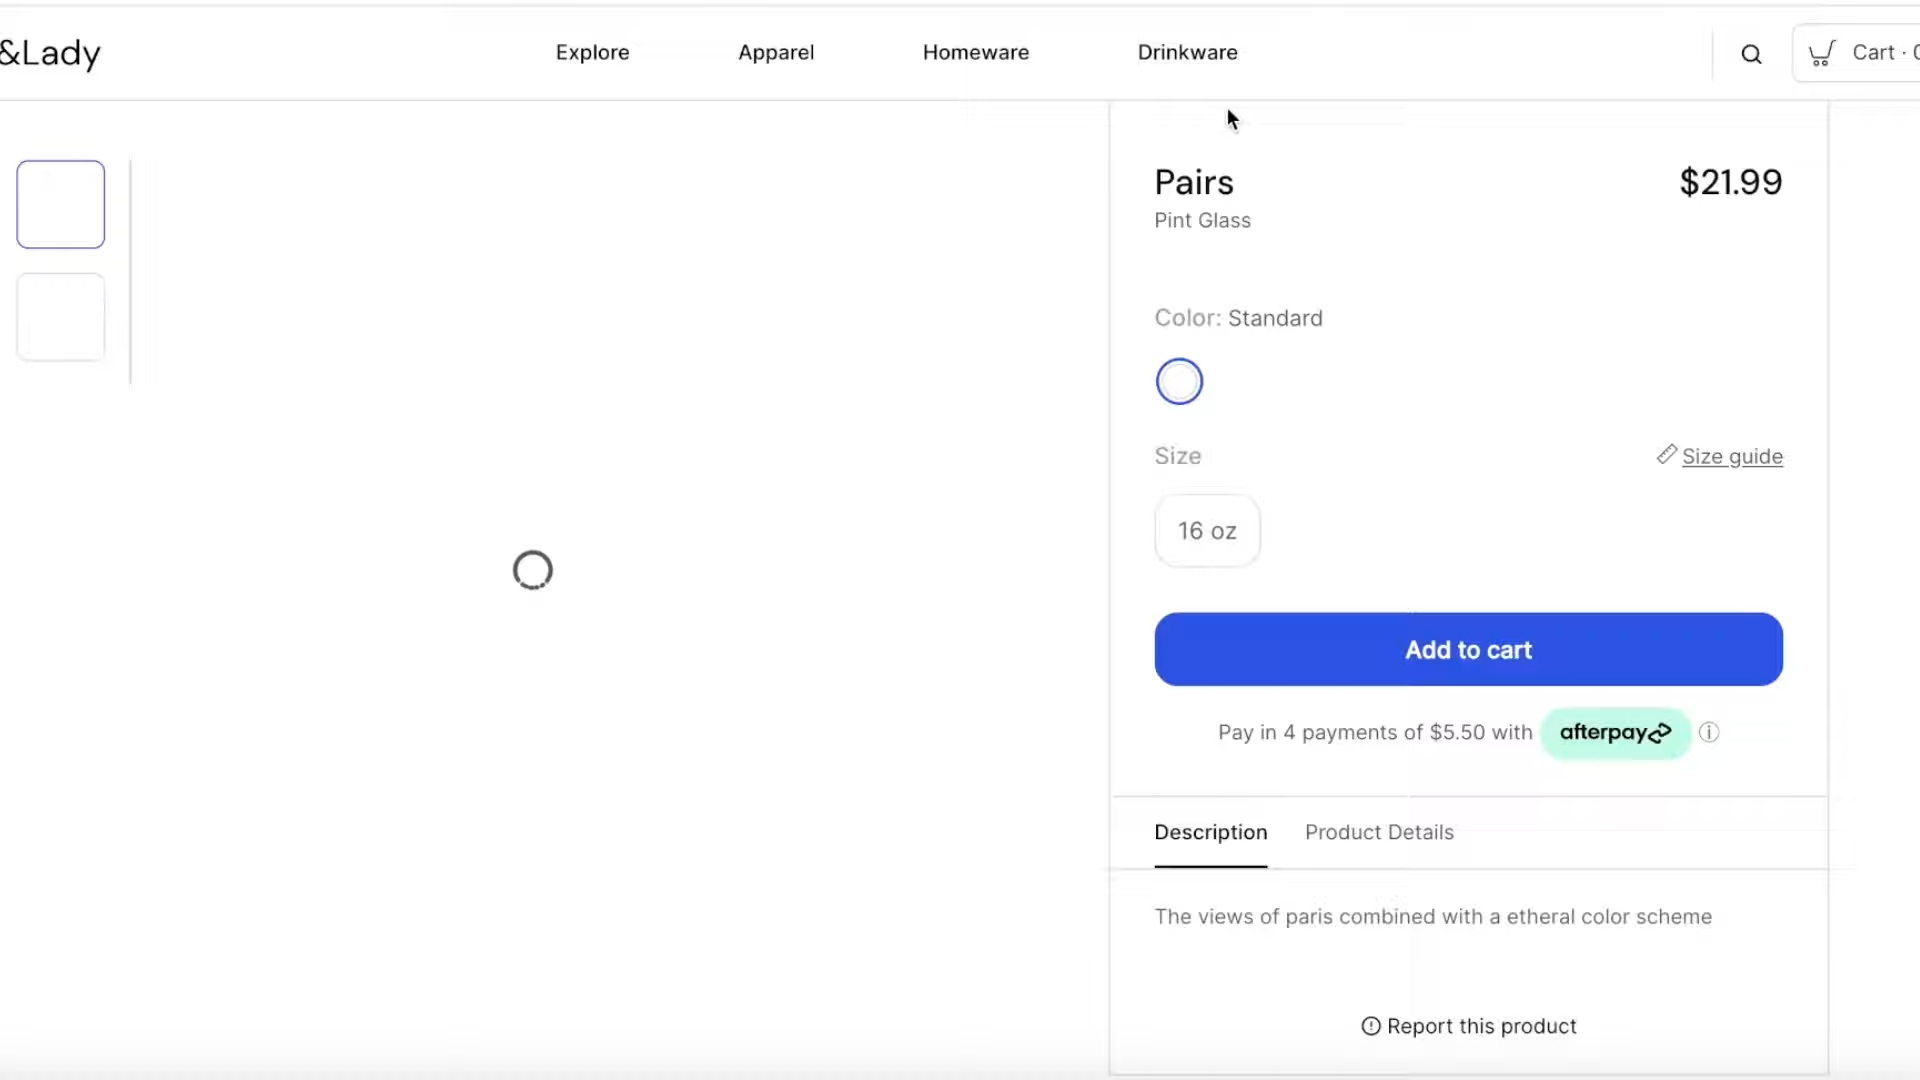 &Lady
Explore
Apparel
Homeware
Drinkware
Cart ·
Pairs
$21.99
Pint Glass
Color: Standard
Size
Size guide
16 oz
Add to cart
Pay in 4 payments of $5.50 with afterpay
Description
Product Details
The views of paris combined with a etheral color scheme
Report this product